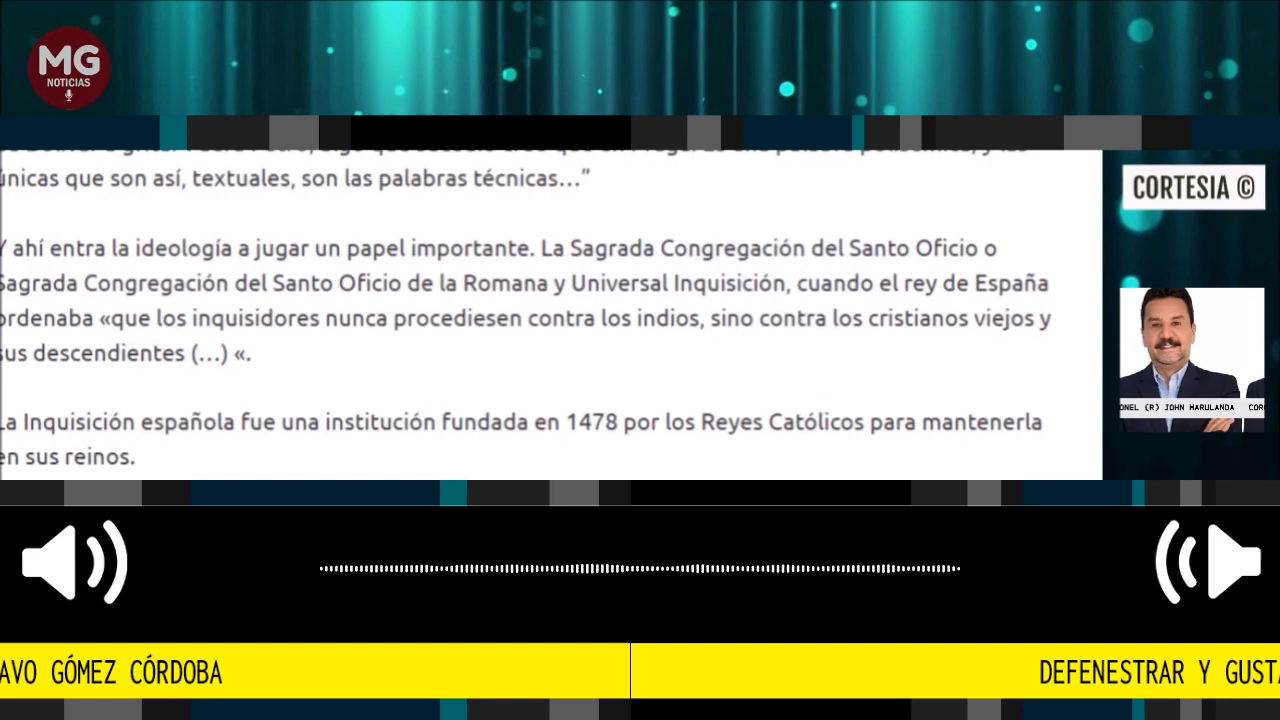 MG
NOTICIAS
únicas que son así, textuales, son las palabras técnicas…”
Y ahí entra la ideología a jugar un papel importante. La Sagrada Congregación del Santo Oficio o
Sagrada Congregación del Santo Oficio de la Romana y Universal Inquisición, cuando el rey de España
ordenaba «que los inquisidores nunca procediesen contra los indios, sino contra los cristianos viejos y
sus descendientes (…) «.
La Inquisición española fue una institución fundada en 1478 por los Reyes Católicos para mantenerla
en sus reinos.
CORTESIA ©
ONEL (R) JOHN MARULANDA COR
AVO GÓMEZ CÓRDOBA
DEFENESTRAR Y GUSTA